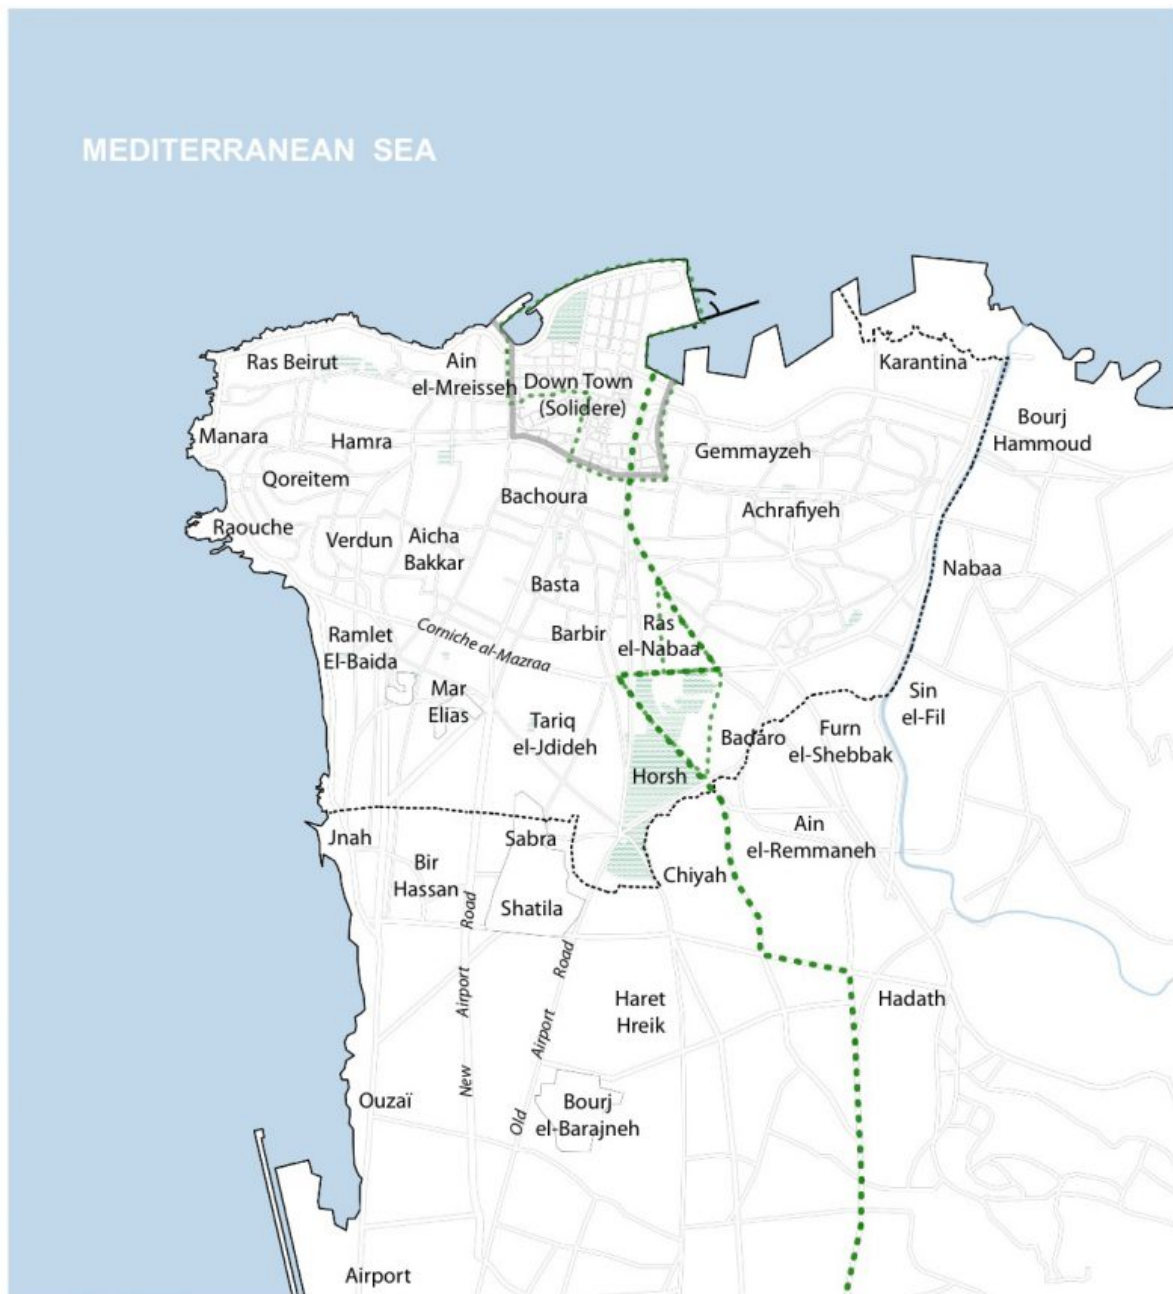 MEDITERRANEAN SEA
Ras Beirut
Ain
el-Mreisseh
Down Town
(Solidere)
Karantina
Bourj
Hammoud
Manara
Hamra
Gemmayzeh
Qoreitem
Bachoura
Achrafiyeh
Raouche
Verdun
Aicha
Bakkar
Nabaa
Basta
Ramlet
El-Baida
Corniche al-Mazraa
Barbir
Ras
el-Nabaa
Mar
Elias
Tariq
el-Jdideh
Sin
el-Fil
Badaro
Furn
el-Shebbak
Horsh
Jnah
Sabra
Ain
el-Remmaneh
Bir
Hassan
Chiyah
Shatila
New Airport Road
Old Airport Road
Haret
Hreik
Hadath
Ouzaï
Bourj
el-Barajneh
Airport